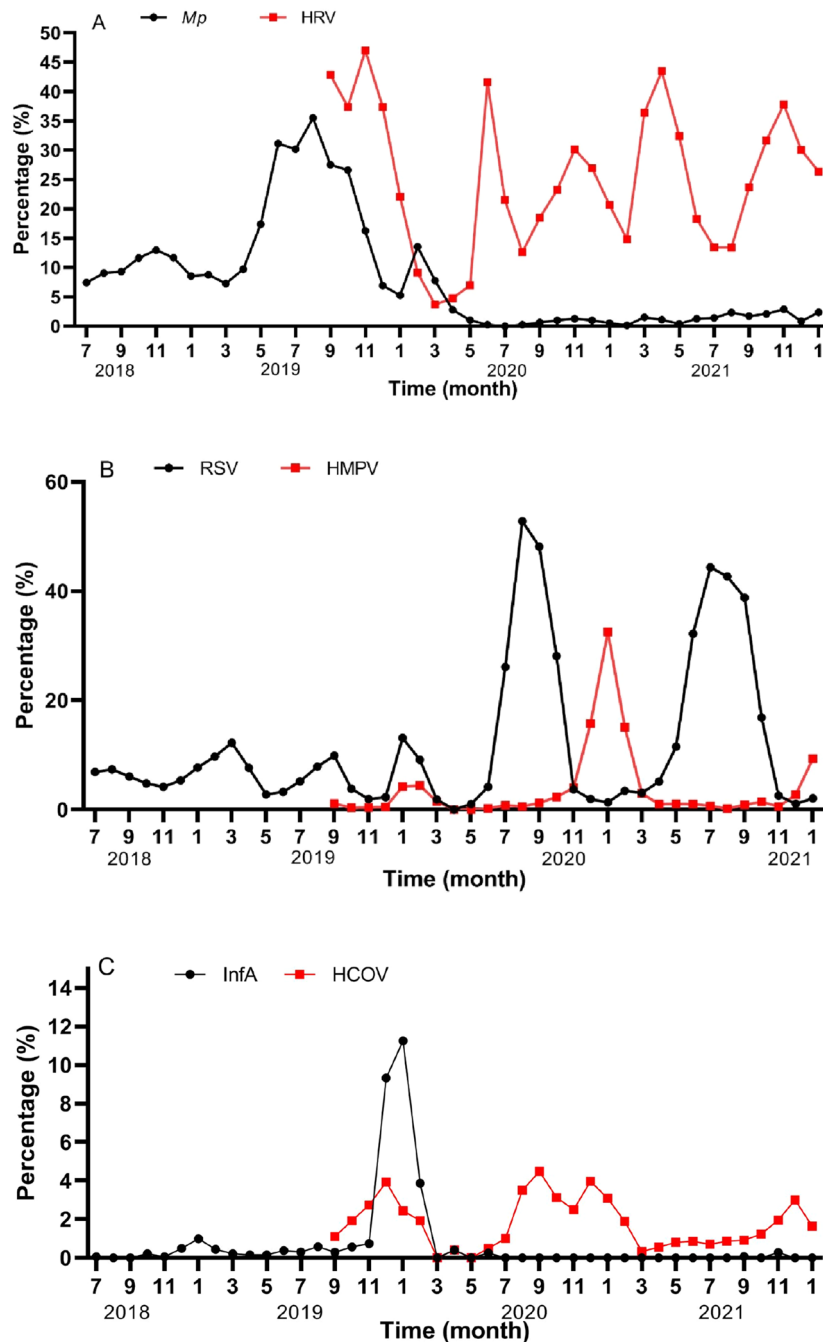 A Mp HRV
50
45
40
35
30
25
20
15
10
5
0
Percentage (%)
7 9 11 1 3 5 7 9 11 1 3 5 7 9 11 1 3 5 7 9 11 1
2018 2019 2020 2021
Time (month)
B RSV HMPV
60
40
20
0
Percentage (%)
7 9 11 1 3 5 7 9 11 1 3 5 7 9 11 1 3 5 7 9 11 1
2018 2019 2020 2021
Time (month)
C InfA HCOV
14
12
10
8
6
4
2
0
Percentage (%)
7 9 11 1 3 5 7 9 11 1 3 5 7 9 11 1 3 5 7 9 11 1
2018 2019 2020 2021
Time (month)